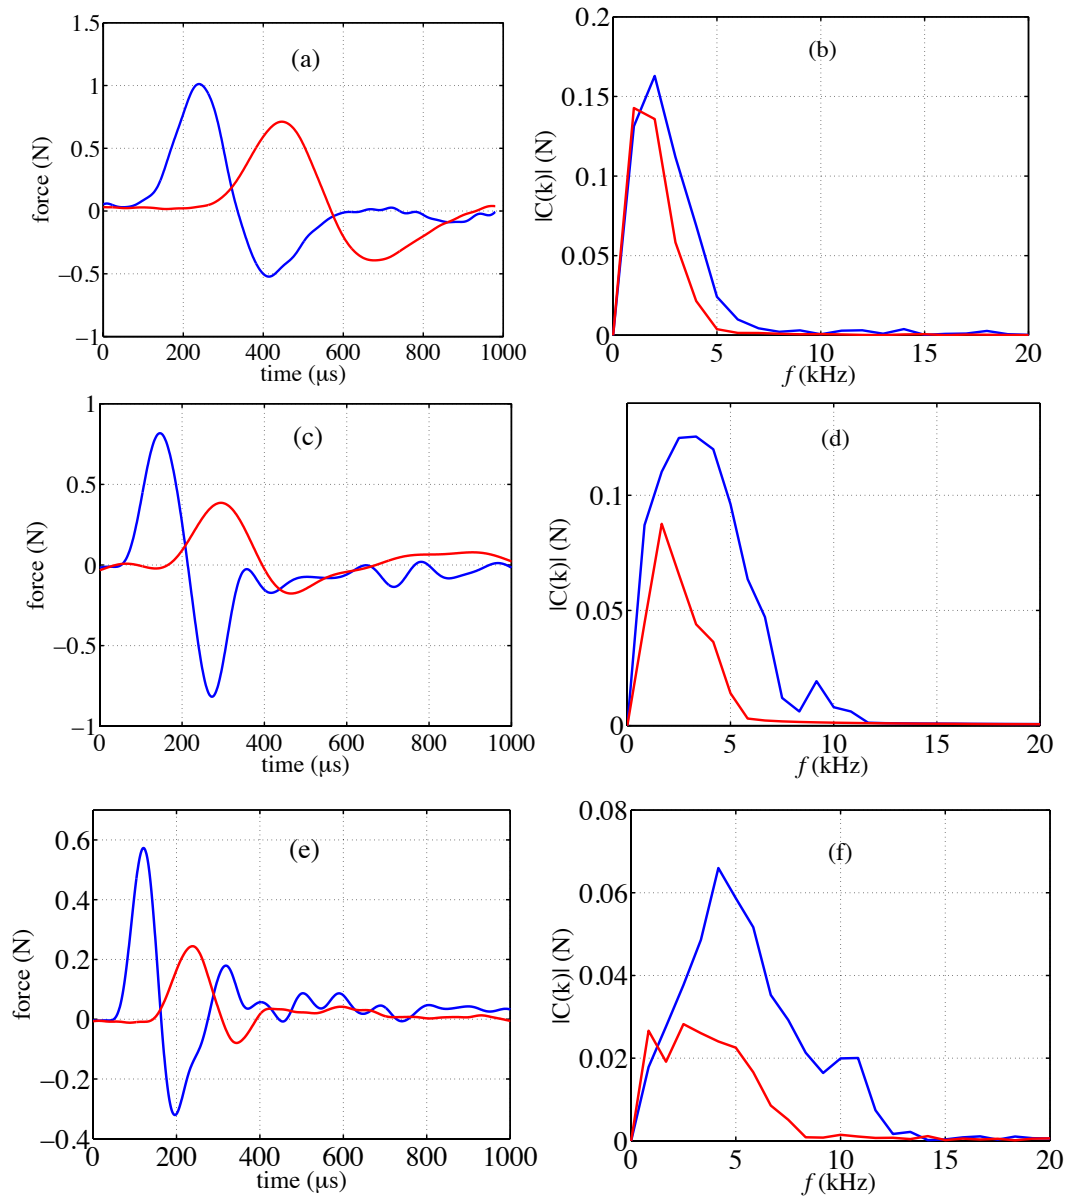 1.5
1
0.5
0
−0.5
−1
0 200 400 600 800 1000
force (N)
time (μs)
(a)
0.2
0.15
0.1
0.05
0
0 5 10 15 20
|C(k)| (N)
f (kHz)
(b)
1
0.5
0
−0.5
−1
0 200 400 600 800 1000
force (N)
time (μs)
(c)
0.1
0.05
0
0 5 10 15 20
|C(k)| (N)
f (kHz)
(d)
0.6
0.4
0.2
0
−0.2
−0.4
0 200 400 600 800 1000
force (N)
time (μs)
(e)
0.08
0.06
0.04
0.02
0
0 5 10 15 20
|C(k)| (N)
f (kHz)
(f)